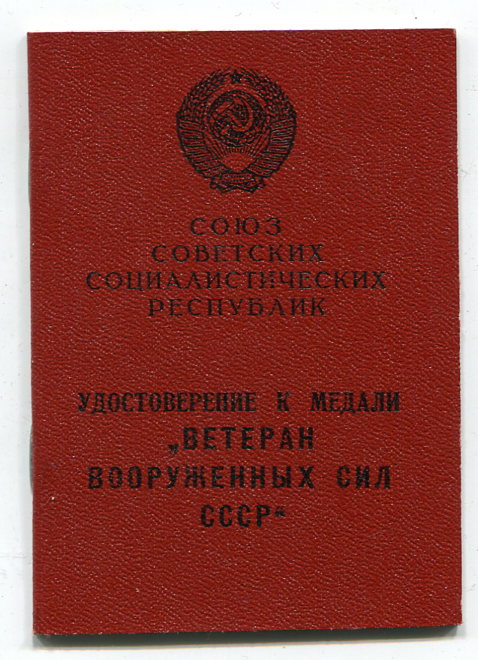 СОЮЗ
СОВЕТСКИХ
СОЦИАЛИСТИЧЕСКИХ
РЕСПУБЛИК
УДОСТОВЕРЕНИЕ К МЕДАЛИ
„ВЕТЕРАН
ВООРУЖЕННЫХ СИЛ
СССР“